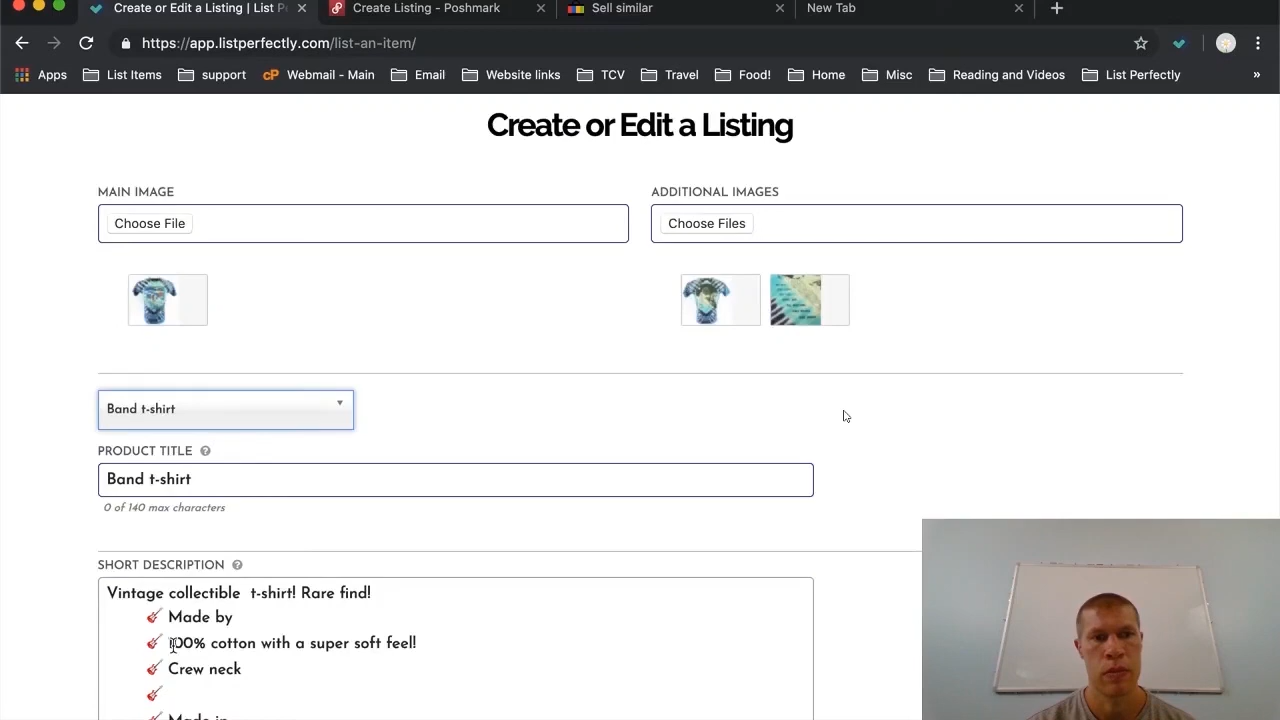 Create or Edit a Listing | List P
Create Listing - Poshmark
Sell similar
New Tab
https://app.listperfectly.com/list-an-item/
Apps
List Items
support
cP Webmail - Main
Email
Website links
TCV
Travel
Food!
Home
Misc
Reading and Videos
List Perfectly
»
Create or Edit a Listing
MAIN IMAGE
ADDITIONAL IMAGES
Choose File
Choose Files
Band t-shirt
PRODUCT TITLE ?
Band t-shirt
0 of 140 max characters
SHORT DESCRIPTION ?
Vintage collectible t-shirt! Rare find!
Made by
100% cotton with a super soft feel!
Crew neck
Made in